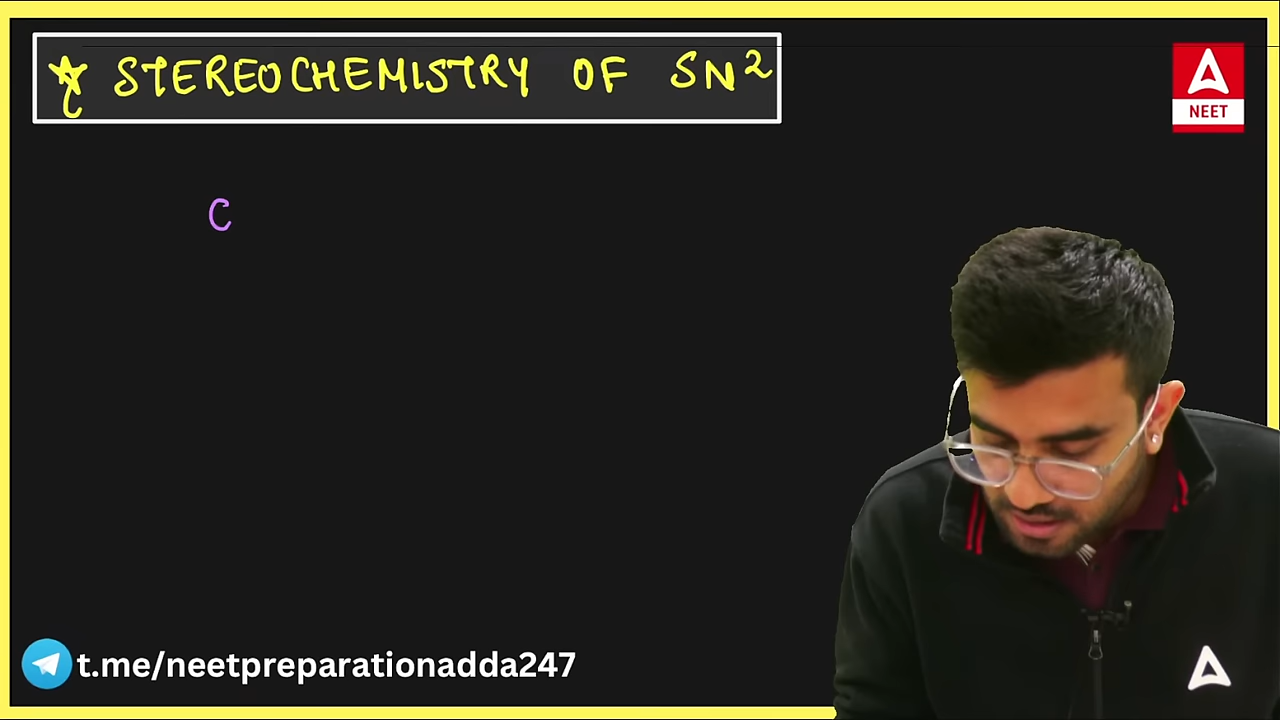 ☆ STEREOCHEMISTRY OF SN2
NEET
C
t.me/neetpreparationadda247